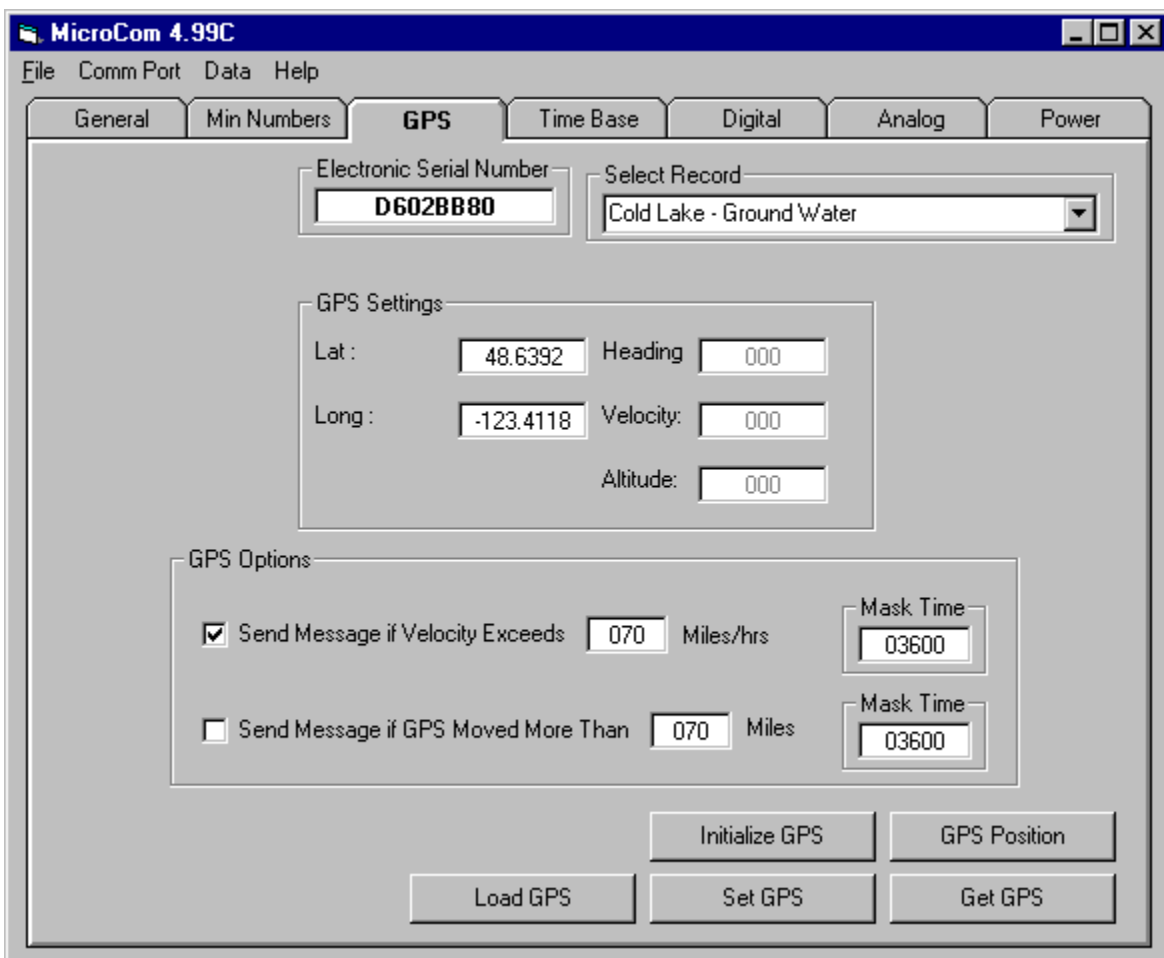 MicroCom 4.99C
File Comm Port Data Help
General Min Numbers GPS Time Base Digital Analog Power
Electronic Serial Number
D602BB80
Select Record
Cold Lake - Ground Water
GPS Settings
Lat : 48.6392 Heading 000
Long : -123.4118 Velocity: 000
Altitude: 000
GPS Options
Send Message if Velocity Exceeds 070 Miles/hrs
Mask Time
03600
Send Message if GPS Moved More Than 070 Miles
Mask Time
03600
Initialize GPS GPS Position
Load GPS Set GPS Get GPS